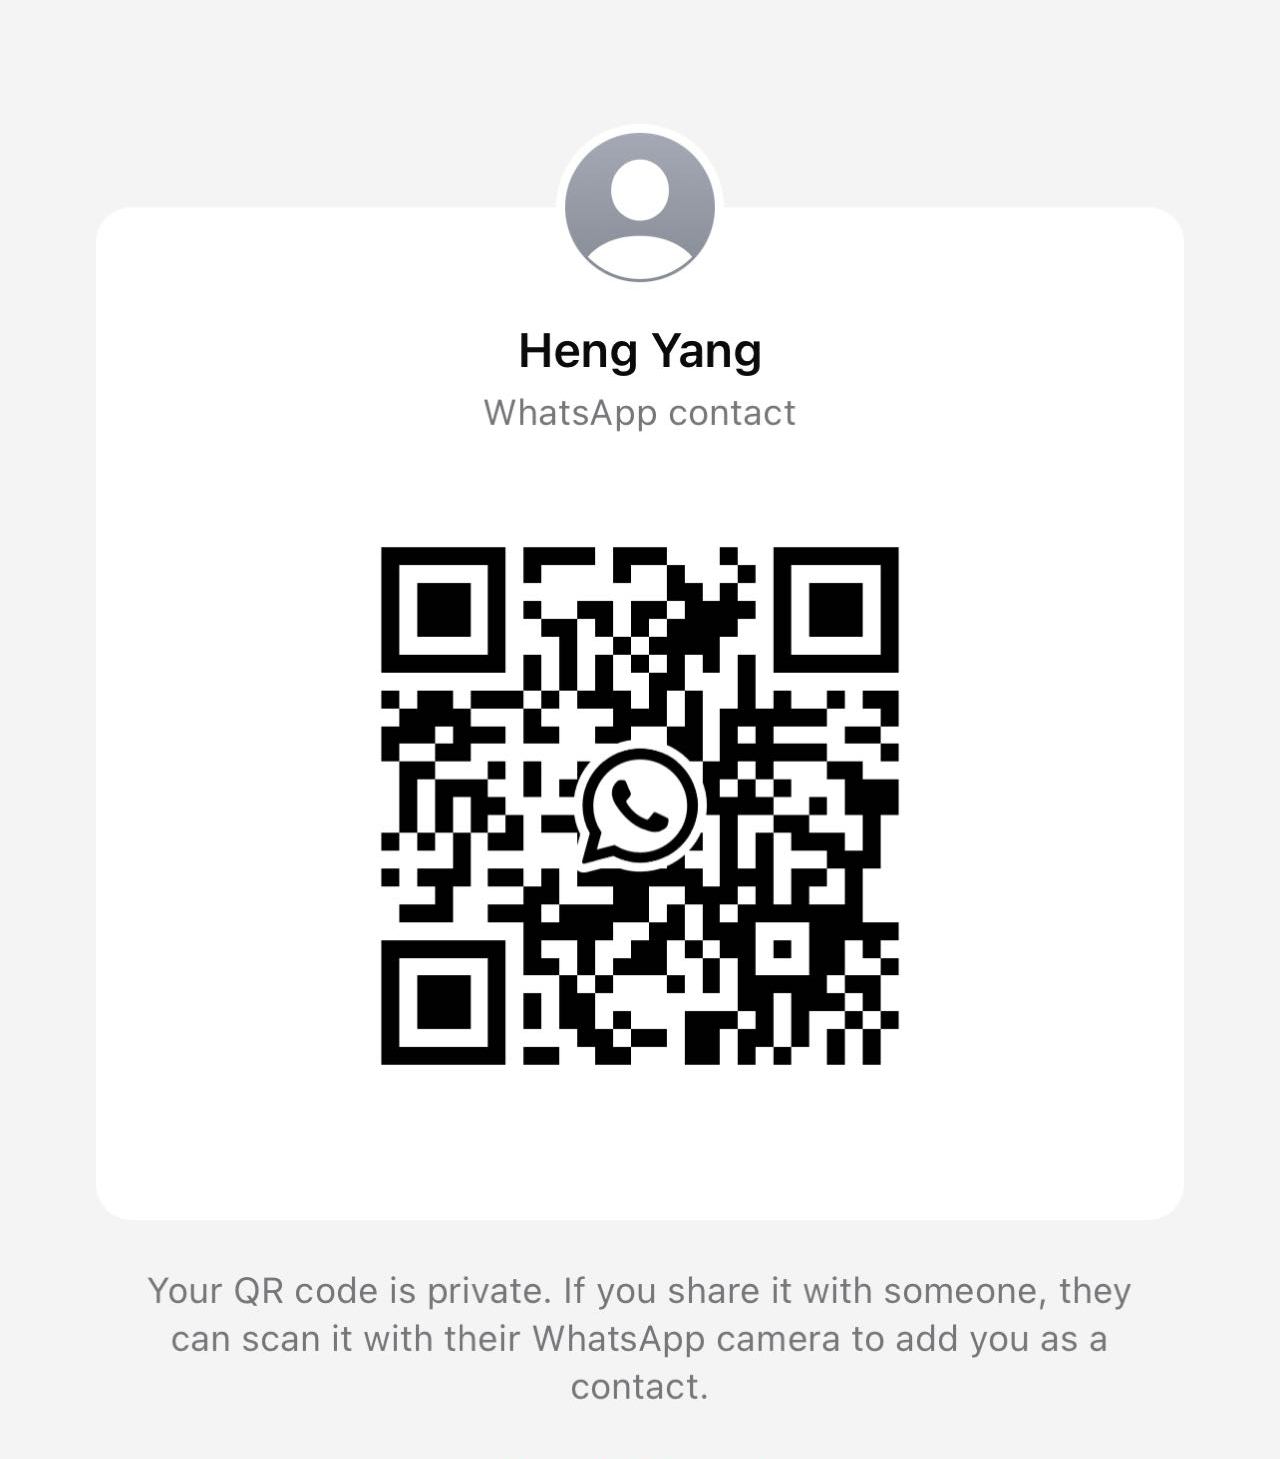 Heng Yang
WhatsApp contact
Your QR code is private. If you share it with someone, they
can scan it with their WhatsApp camera to add you as a
contact.